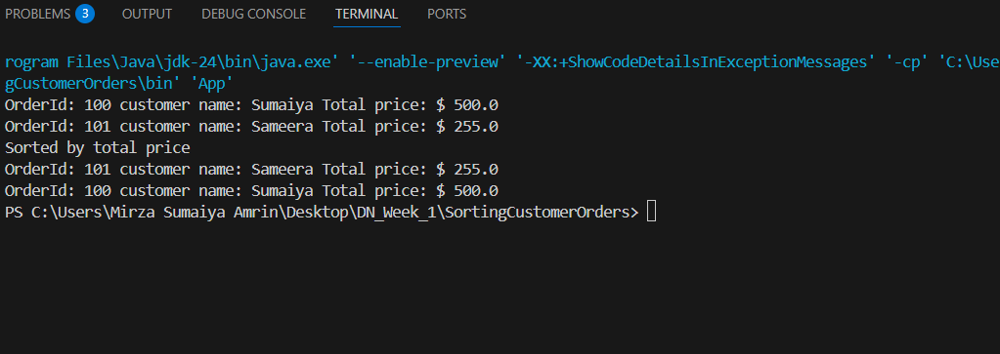 PROBLEMS 3 OUTPUT DEBUG CONSOLE TERMINAL PORTS
rogram Files\Java\jdk-24\bin\java.exe' '--enable-preview' '-XX:+ShowCodeDetailsInExceptionMessages' '-cp' 'C:\Use
gCustomerOrders\bin' 'App'
OrderId: 100 customer name: Sumaiya Total price: $ 500.0
OrderId: 101 customer name: Sameera Total price: $ 255.0
Sorted by total price
OrderId: 101 customer name: Sameera Total price: $ 255.0
OrderId: 100 customer name: Sumaiya Total price: $ 500.0
PS C:\Users\Mirza Sumaiya Amrin\Desktop\DN_Week_1\SortingCustomerOrders>